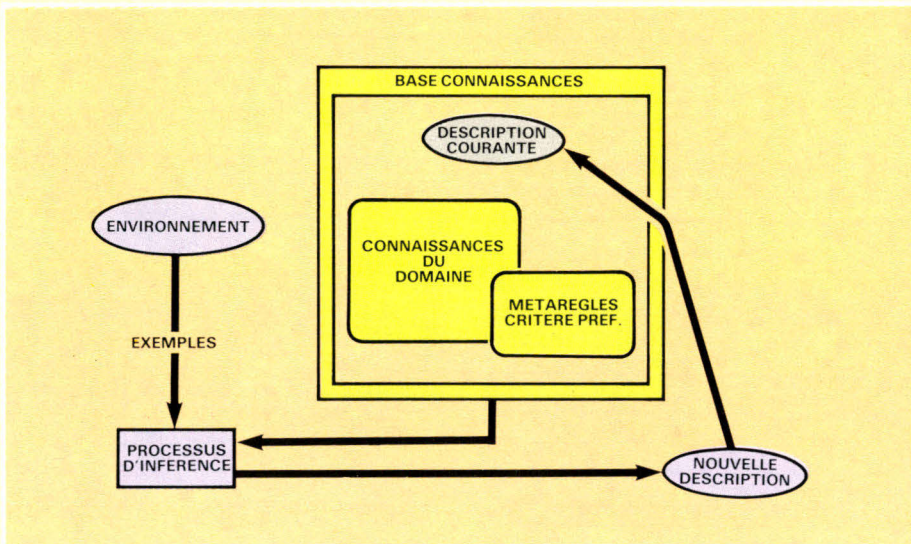 BASE CONNAISSANCES
DESCRIPTION
COURANTE
ENVIRONNEMENT
CONNAISSANCES
DU
DOMAINE
METAREGLES
CRITERE PREF.
EXEMPLES
PROCESSUS
D'INFERENCE
NOUVELLE
DESCRIPTION